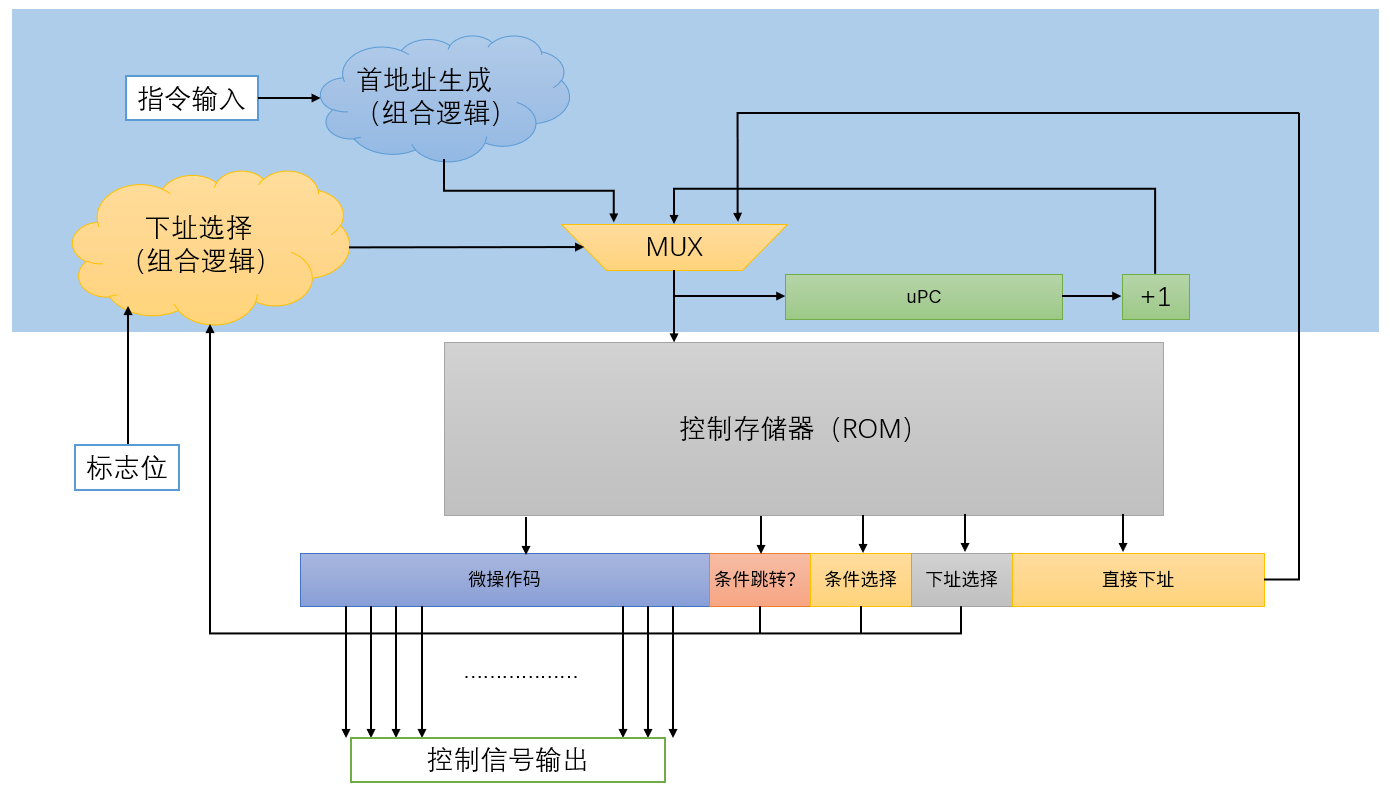 首地址生成
（组合逻辑）
指令输入
下址选择
（组合逻辑）
MUX
uPC
+1
控制存储器（ROM）
标志位
微操作码
条件跳转？
条件选择
下址选择
直接下址
………………
控制信号输出